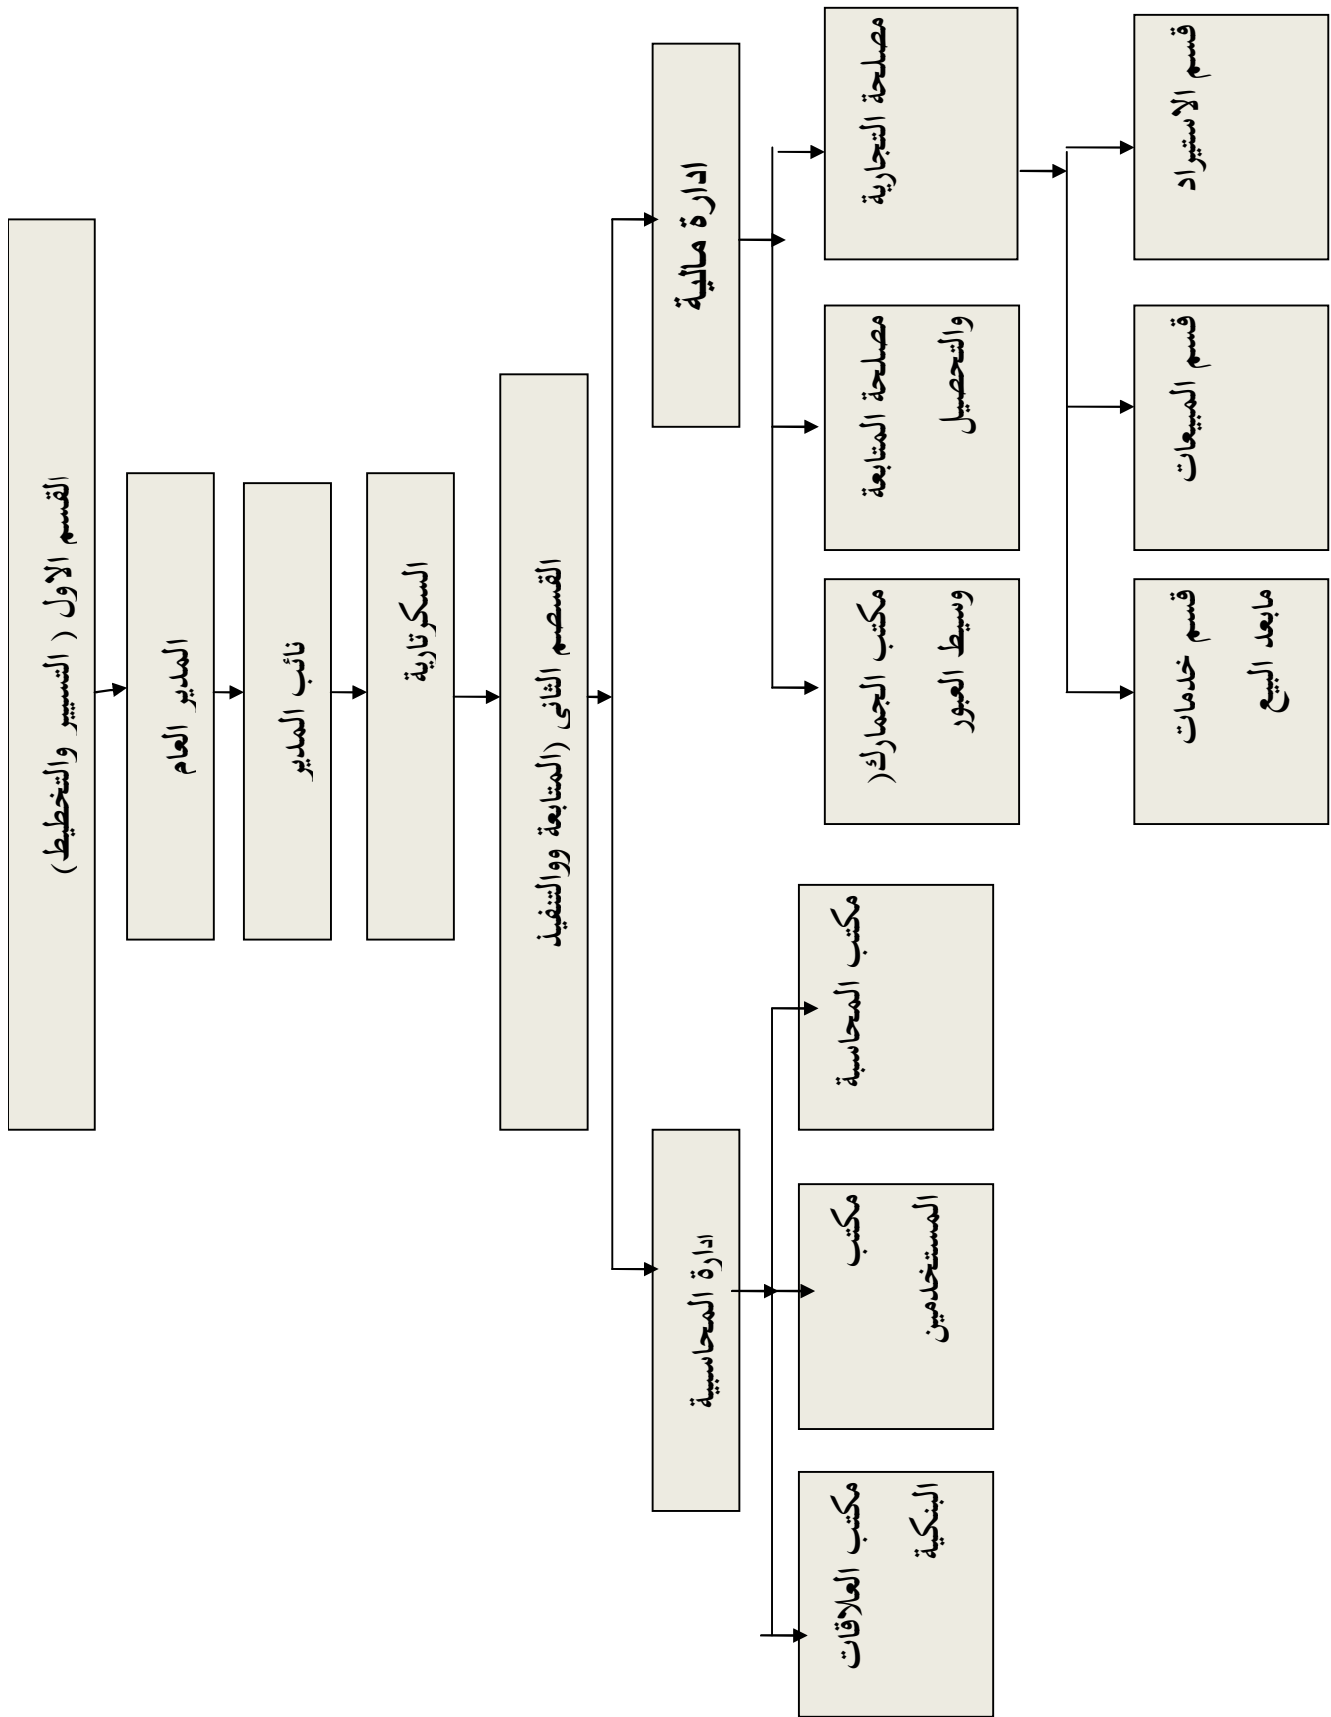 القسم الاول ( التسيير والتخطيط)
المدير العام
نائب المدير
السكرتارية
القسصم الثانى (المتابعة ووالتنفيذ
ادارة مالية
مصلحة التجارية
قسم الاستيراد
مصلحة المتابعة
والتحصيل
قسم المبيعات
مكتب الجمارك(
وسيط العبور
قسم خدمات
مابعد البيع
ادارة المحاسبية
مكتب المحاسبة
مكتب
المستخدمين
مكتب العلاقات
البنكية